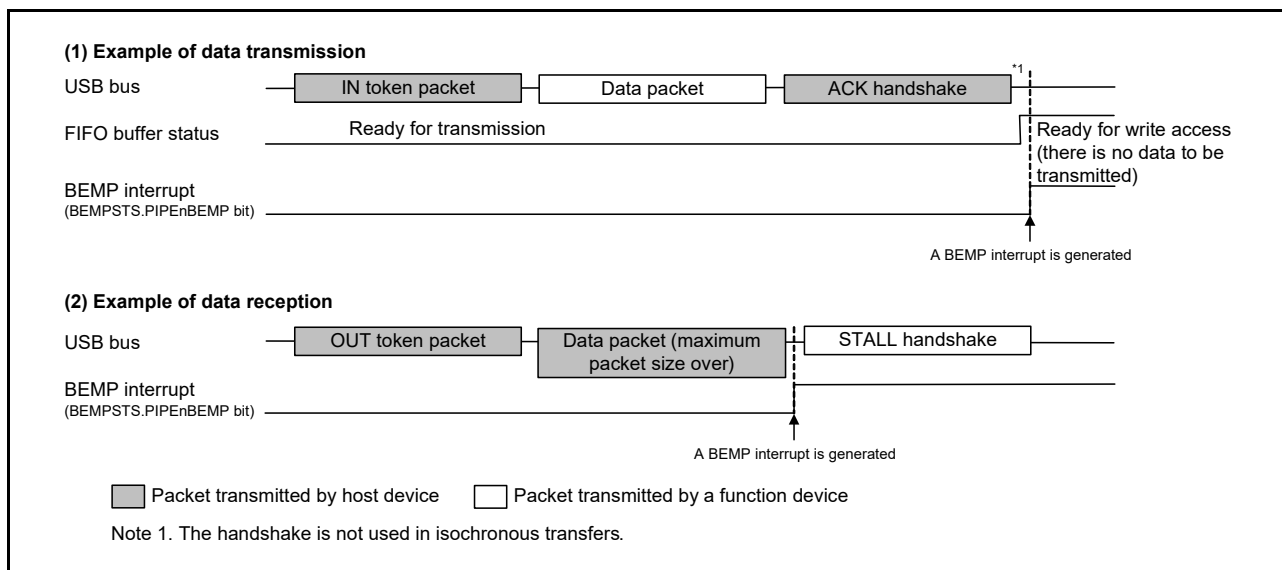 (1) Example of data transmission
USB bus
IN token packet
Data packet
ACK handshake
*1
FIFO buffer status
Ready for transmission
Ready for write access
(there is no data to be
transmitted)
BEMP interrupt
(BEMPSTS.PIPEnBEMP bit)
A BEMP interrupt is generated
(2) Example of data reception
USB bus
OUT token packet
Data packet (maximum
packet size over)
STALL handshake
BEMP interrupt
(BEMPSTS.PIPEnBEMP bit)
A BEMP interrupt is generated
Packet transmitted by host device
Packet transmitted by a function device
Note 1. The handshake is not used in isochronous transfers.